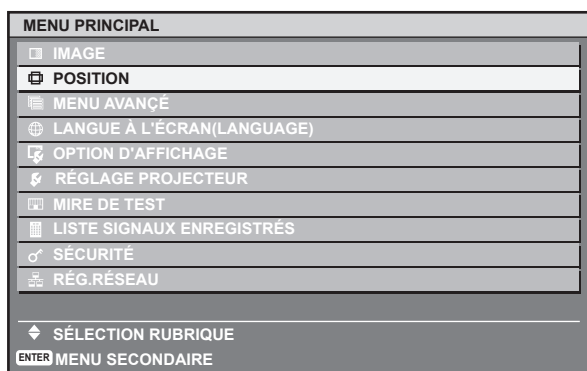 MENU PRINCIPAL
IMAGE
POSITION
MENU AVANÇÉ
LANGUE À L'ÉCRAN(LANGUAGE)
OPTION D'AFFICHAGE
RÉGLAGE PROJECTEUR
MIRE DE TEST
LISTE SIGNAUX ENREGISTRÉS
SÉCURITÉ
RÉG.RÉSEAU
SÉLECTION RUBRIQUE
ENTER MENU SECONDAIRE